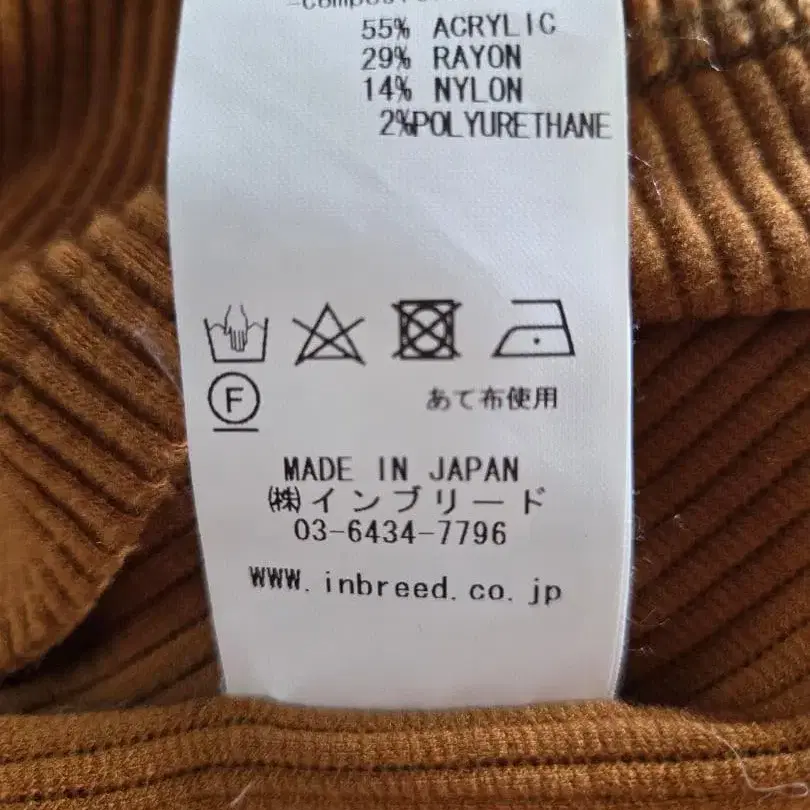 -Composition-
55% ACRYLIC
29% RAYON
14% NYLON
2%POLYURETHANE
F
あて布使用
MADE IN JAPAN
㈱インブリード
03-6434-7796
www.inbreed.co.jp